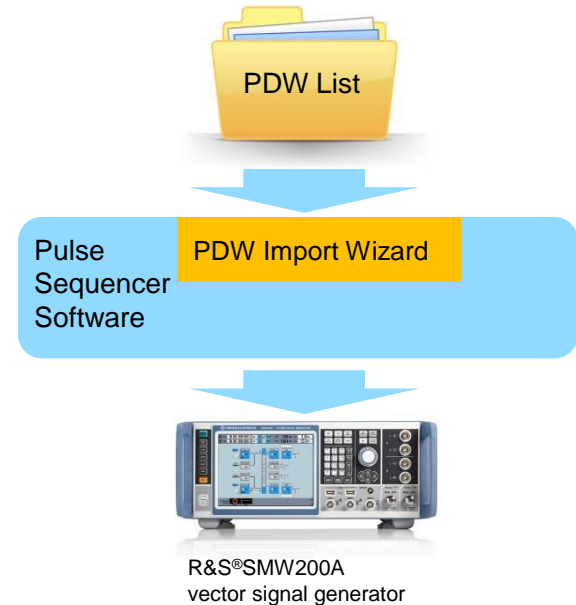 PDW List
Pulse
Sequencer
Software
PDW Import Wizard
R&S®SMW200A
vector signal generator